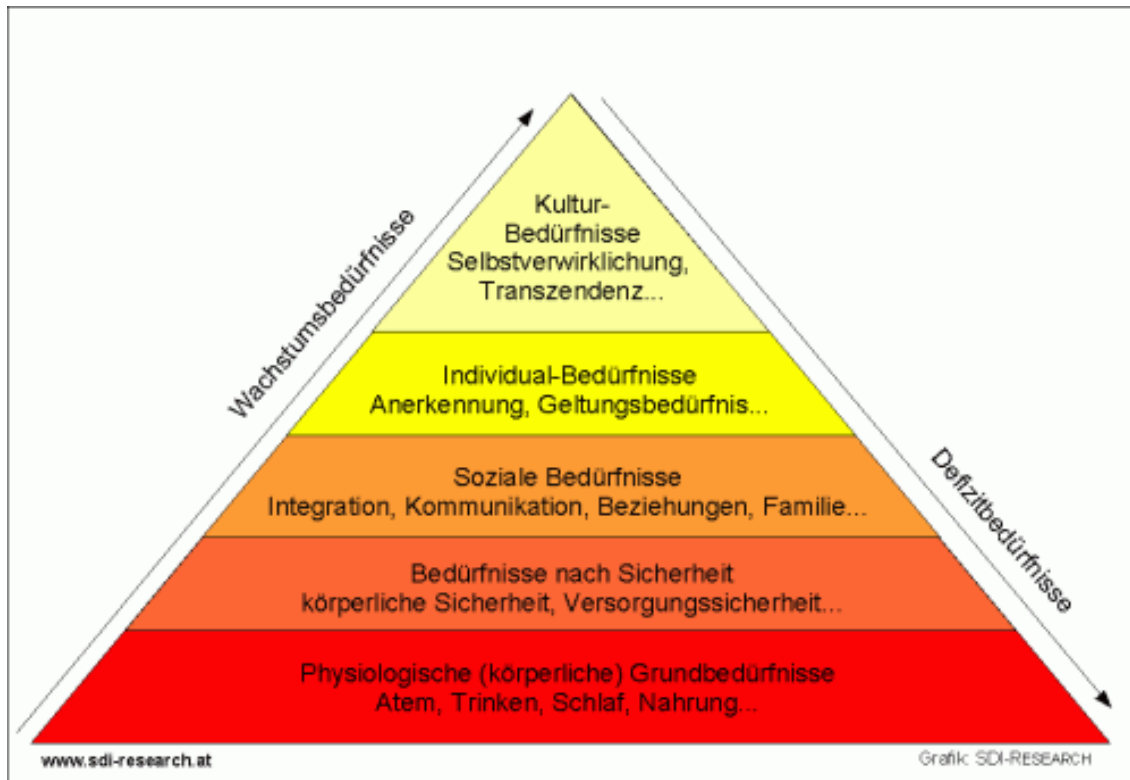 Wachstumsbedürfnisse
Kultur-
Bedürfnisse
Selbstverwirklichung,
Transzendenz...
Individual-Bedürfnisse
Anerkennung, Geltungsbedürfnis...
Soziale Bedürfnisse
Integration, Kommunikation, Beziehungen, Familie...
Defizitbedürfnisse
Bedürfnisse nach Sicherheit
körperliche Sicherheit, Versorgungssicherheit...
Physiologische (körperliche) Grundbedürfnisse
Atem, Trinken, Schlaf, Nahrung...
www.sdi-research.at
Grafik: SDI-RESEARCH